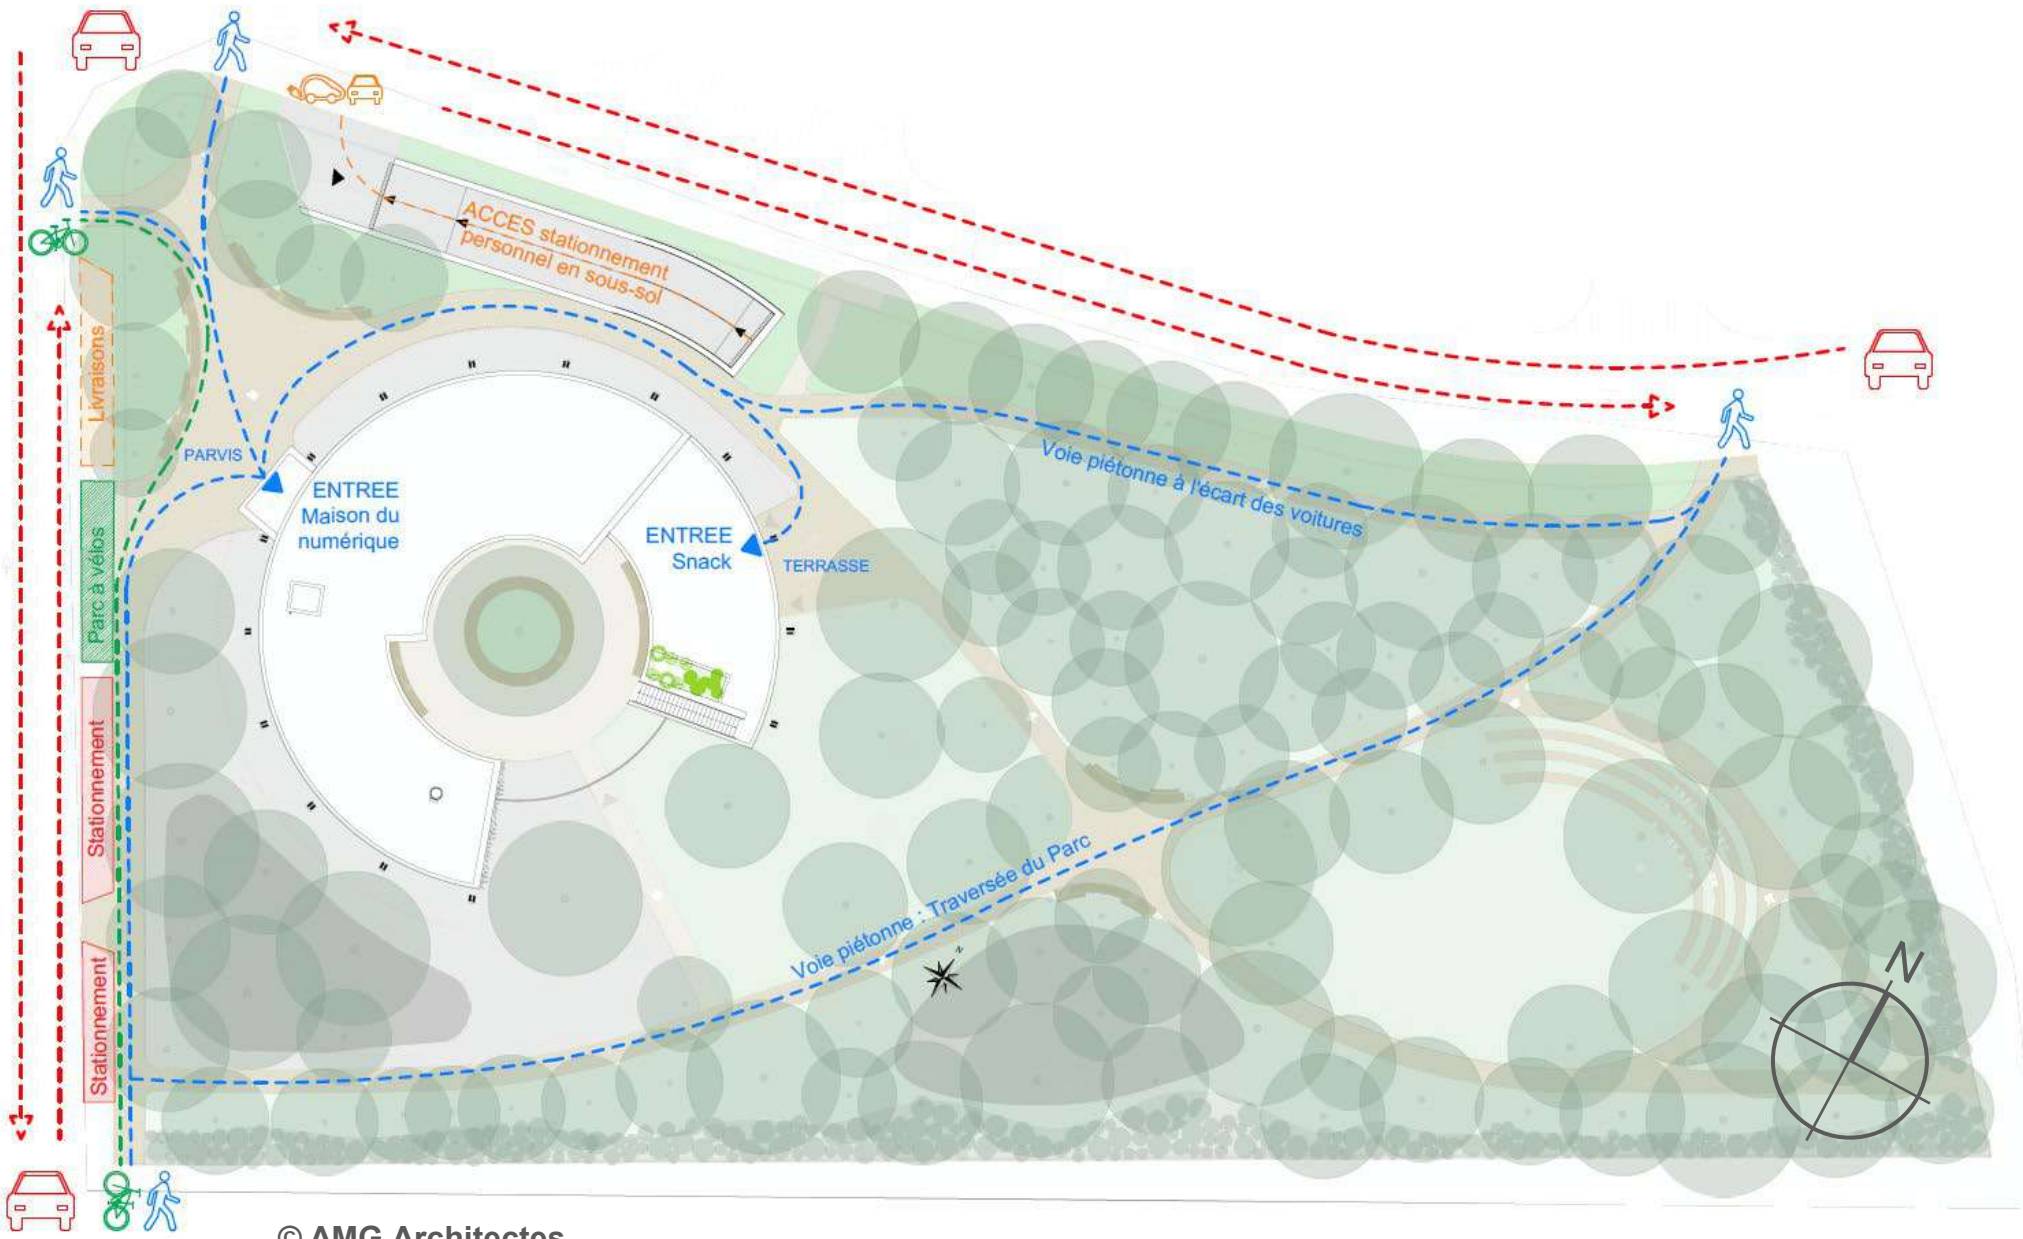 ACCES stationnement
personnel en sous-sol
Livraisons
PARVIS
ENTREE
Maison du
numérique
ENTREE
Snack
TERRASSE
Voie piétonne à l'écart des voitures
Parc à vélos
Stationnement
Voie piétonne : Traversée du Parc
N
N
Stationnement
© AMG Architectes